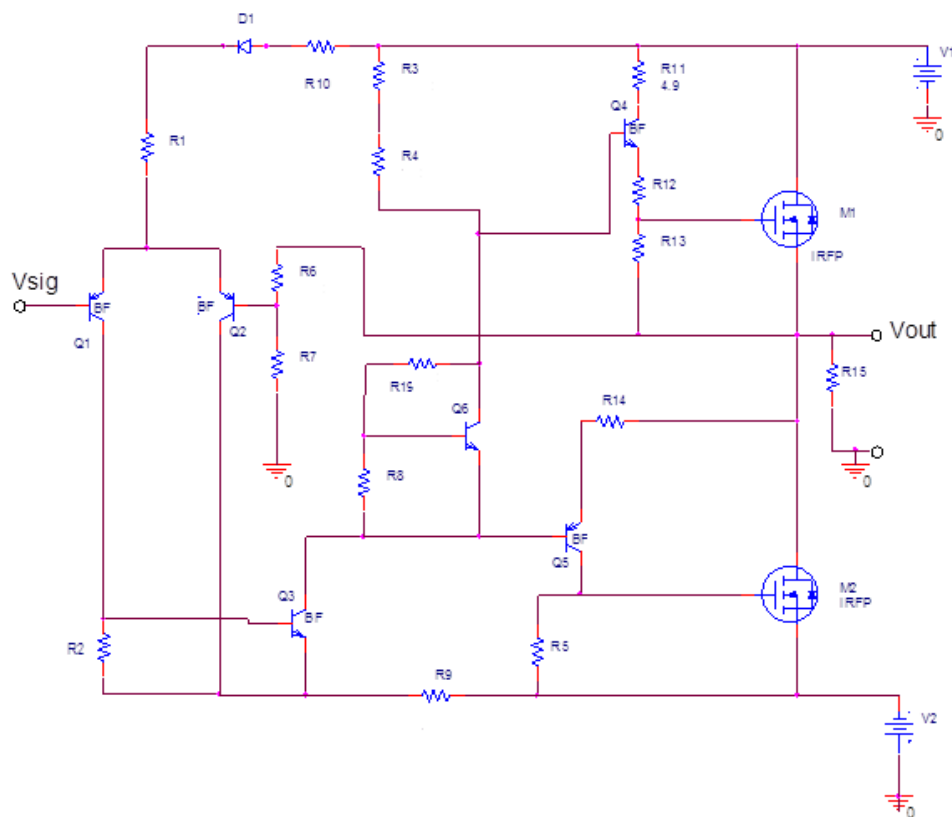 D1
V1
R10
R3
R11
4.9
Q4
BF
R1
R4
R12
M1
R13
IRFP
Vsig
R6
BF
BF
Q1
Q2
Vout
R7
R15
R19
Q6
R14
0
R8
0
BF
Q5
M2
IRFP
Q3
BF
R2
R5
R9
V2
0
0